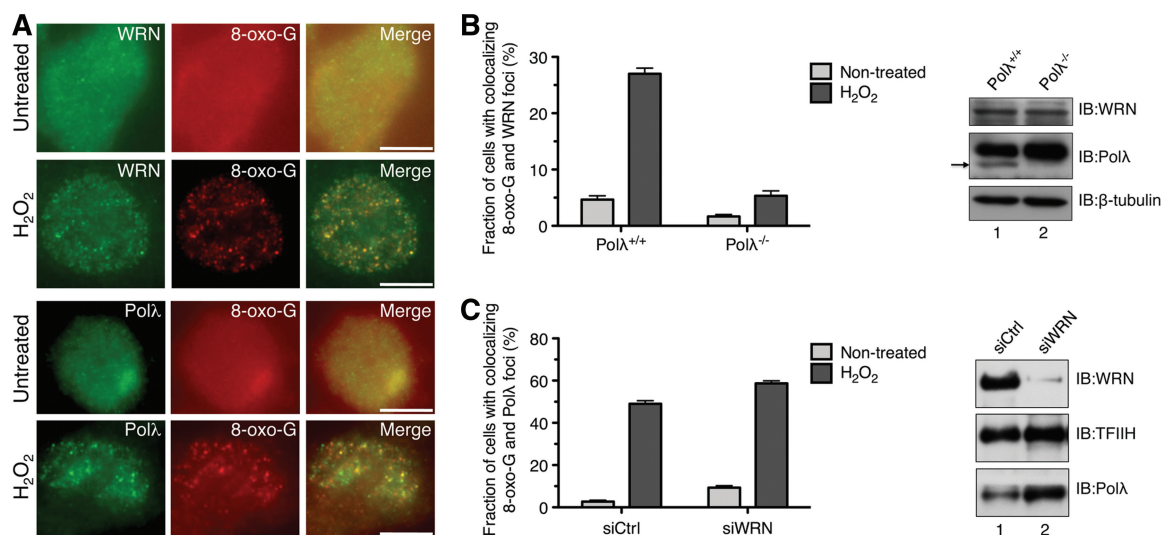 A
Untreated
WRN
8-oxo-G
Merge
H₂O₂
WRN
8-oxo-G
Merge
Untreated
Polλ
8-oxo-G
Merge
H₂O₂
Polλ
8-oxo-G
Merge
B
Fraction of cells with colocalizing
8-oxo-G and WRN foci (%)
30
20
10
0
Polλ⁺/⁺
Polλ⁻/⁻
Non-treated
H₂O₂
Polλ⁺/⁺
Polλ⁻/⁻
IB:WRN
IB:Polλ
IB:β-tubulin
1 2
C
Fraction of cells with colocalizing
8-oxo-G and Polλ foci (%)
80
60
40
20
0
siCtrl
siWRN
Non-treated
H₂O₂
siCtrl
siWRN
IB:WRN
IB:TFIIH
IB:Polλ
1 2